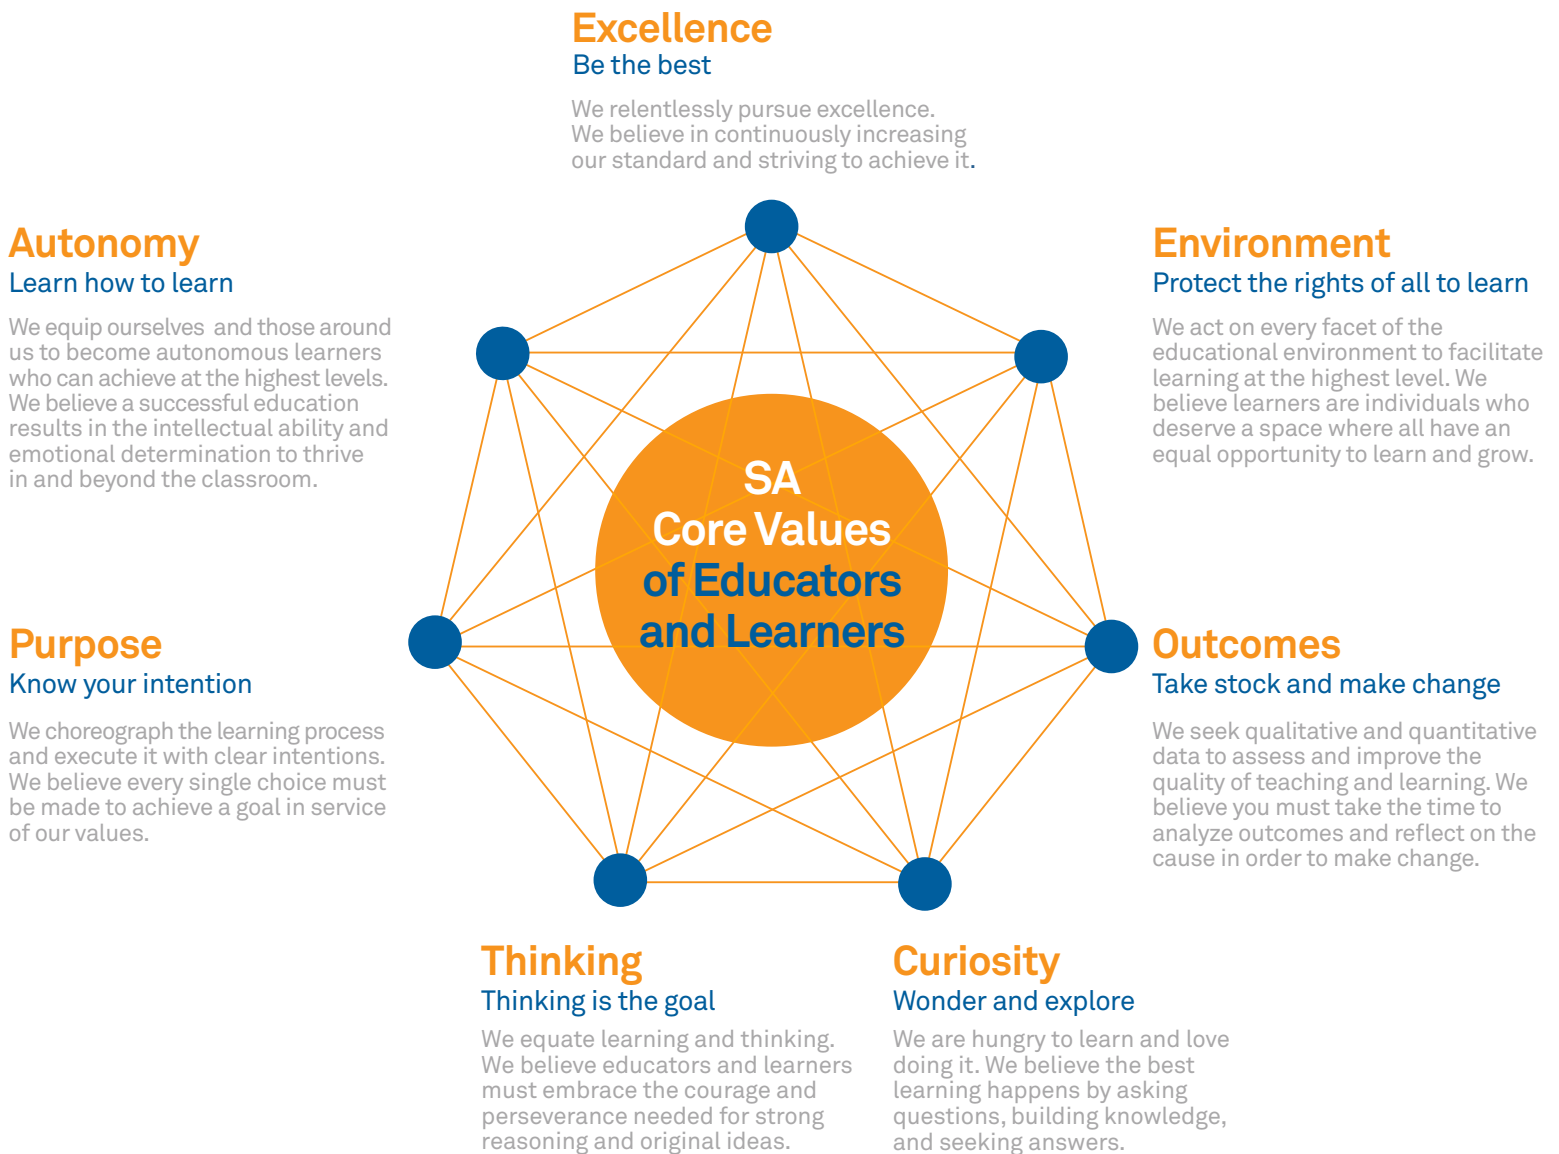 Excellence
Be the best
We relentlessly pursue excellence.
We believe in continuously increasing
our standard and striving to achieve it.
Autonomy
Learn how to learn
We equip ourselves and those around
us to become autonomous learners
who can achieve at the highest levels.
We believe a successful education
results in the intellectual ability and
emotional determination to thrive
in and beyond the classroom.
Environment
Protect the rights of all to learn
We act on every facet of the
educational environment to facilitate
learning at the highest level. We
believe learners are individuals who
deserve a space where all have an
equal opportunity to learn and grow.
SA
Core Values
of Educators
and Learners
Purpose
Know your intention
We choreograph the learning process
and execute it with clear intentions.
We believe every single choice must
be made to achieve a goal in service
of our values.
Outcomes
Take stock and make change
We seek qualitative and quantitative
data to assess and improve the
quality of teaching and learning. We
believe you must take the time to
analyze outcomes and reflect on the
cause in order to make change.
Thinking
Thinking is the goal
We equate learning and thinking.
We believe educators and learners
must embrace the courage and
perseverance needed for strong
reasoning and original ideas.
Curiosity
Wonder and explore
We are hungry to learn and love
doing it. We believe the best
learning happens by asking
questions, building knowledge,
and seeking answers.